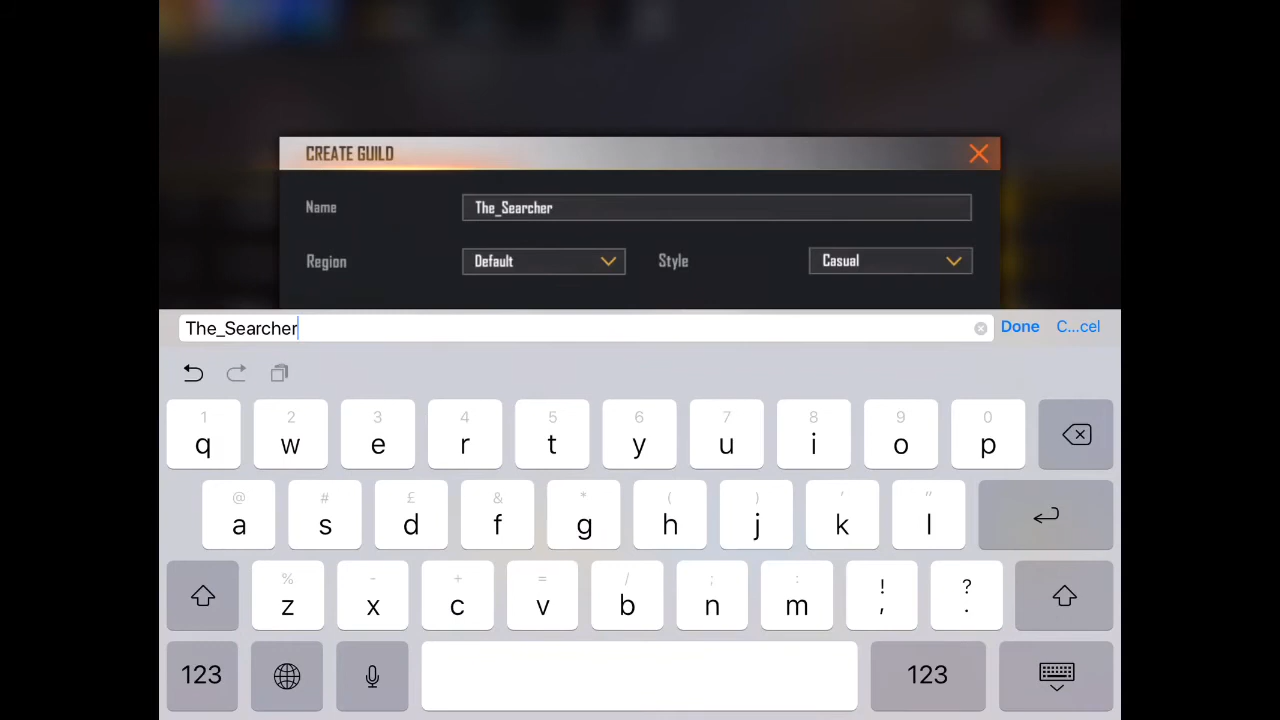 CREATE GUILD
Name The_Searcher
Region Default Style Casual
The_Searcher Done C...cel
1 2 3 4 5 6 7 8 9 0
q w e r t y u i o p
@ # £ & * ( ) ' "
a s d f g h j k l
% - + = / ; : ! ?
z x c v b n m , .
123 123